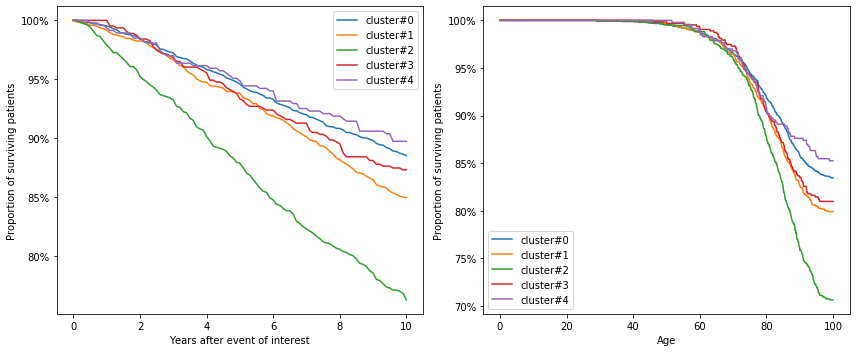 100%
95%
90%
85%
80%
0
2
4
6
8
10
Proportion of surviving patients
Years after event of interest
cluster#0
cluster#1
cluster#2
cluster#3
cluster#4
100%
95%
90%
85%
80%
75%
70%
0
20
40
60
80
100
Proportion of surviving patients
Age
cluster#0
cluster#1
cluster#2
cluster#3
cluster#4